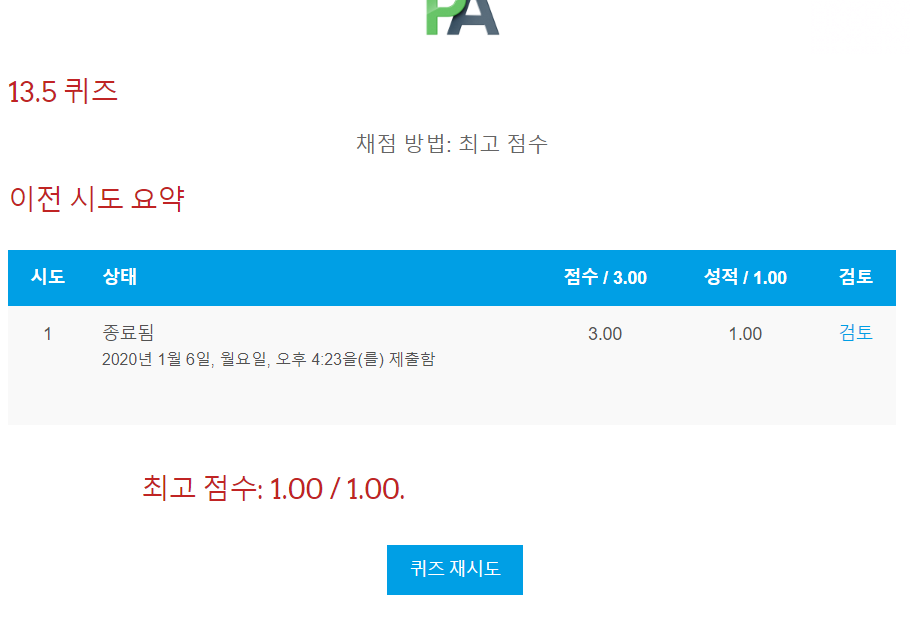 PA
13.5 퀴즈
채점 방법: 최고 점수
이전 시도 요약
시도 상태 점수 / 3.00 성적 / 1.00 검토
1 종료됨 3.00 1.00 검토
2020년 1월 6일, 월요일, 오후 4:23을(를) 제출함
최고 점수: 1.00 / 1.00.
퀴즈 재시도